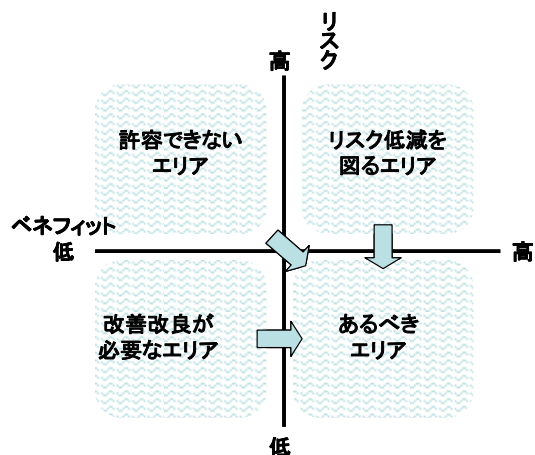 リスク
高
許容できない
エリア
リスク低減を
図るエリア
ベネフィット
低
高
改善改良が
必要なエリア
あるべき
エリア
低